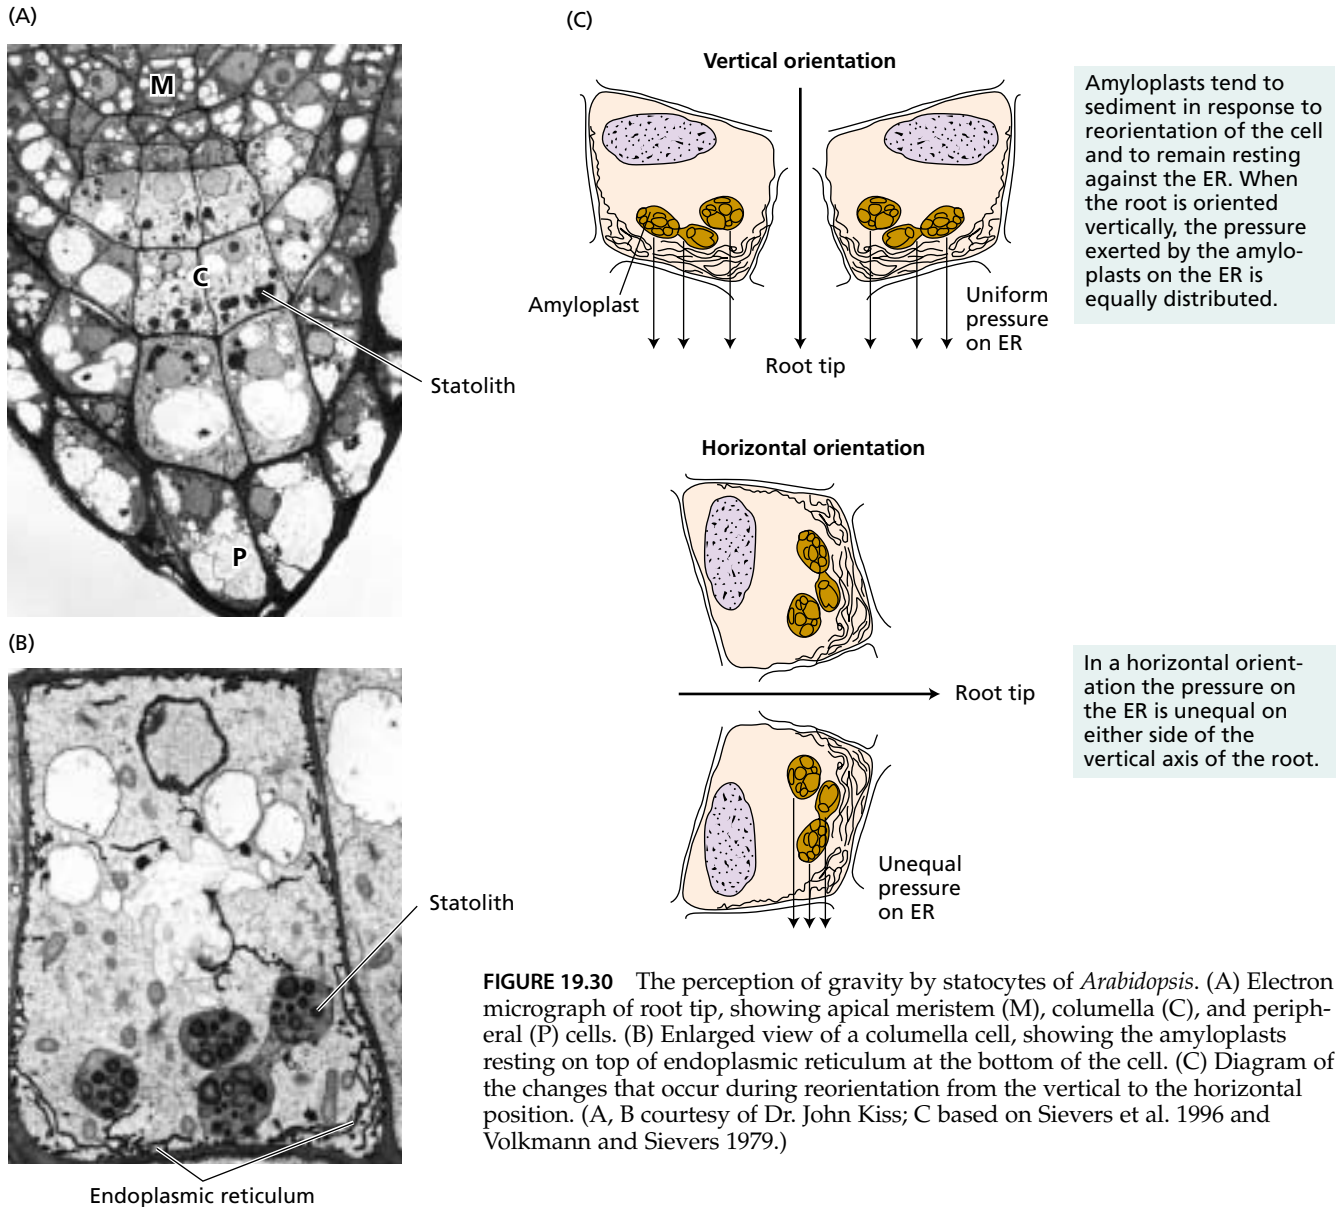 (A)
M
C
Statolith
P
(B)
Statolith
Endoplasmic reticulum
(C)
Vertical orientation
Amyloplast
Uniform
pressure
on ER
Root tip
Amyloplasts tend to
sediment in response to
reorientation of the cell
and to remain resting
against the ER. When
the root is oriented
vertically, the pressure
exerted by the amylo-
plasts on the ER is
equally distributed.
Horizontal orientation
Root tip
Unequal
pressure
on ER
In a horizontal orient-
ation the pressure on
the ER is unequal on
either side of the
vertical axis of the root.
FIGURE 19.30 The perception of gravity by statocytes of Arabidopsis. (A) Electron
micrograph of root tip, showing apical meristem (M), columella (C), and periph-
eral (P) cells. (B) Enlarged view of a columella cell, showing the amyloplasts
resting on top of endoplasmic reticulum at the bottom of the cell. (C) Diagram of
the changes that occur during reorientation from the vertical to the horizontal
position. (A, B courtesy of Dr. John Kiss; C based on Sievers et al. 1996 and
Volkmann and Sievers 1979.)